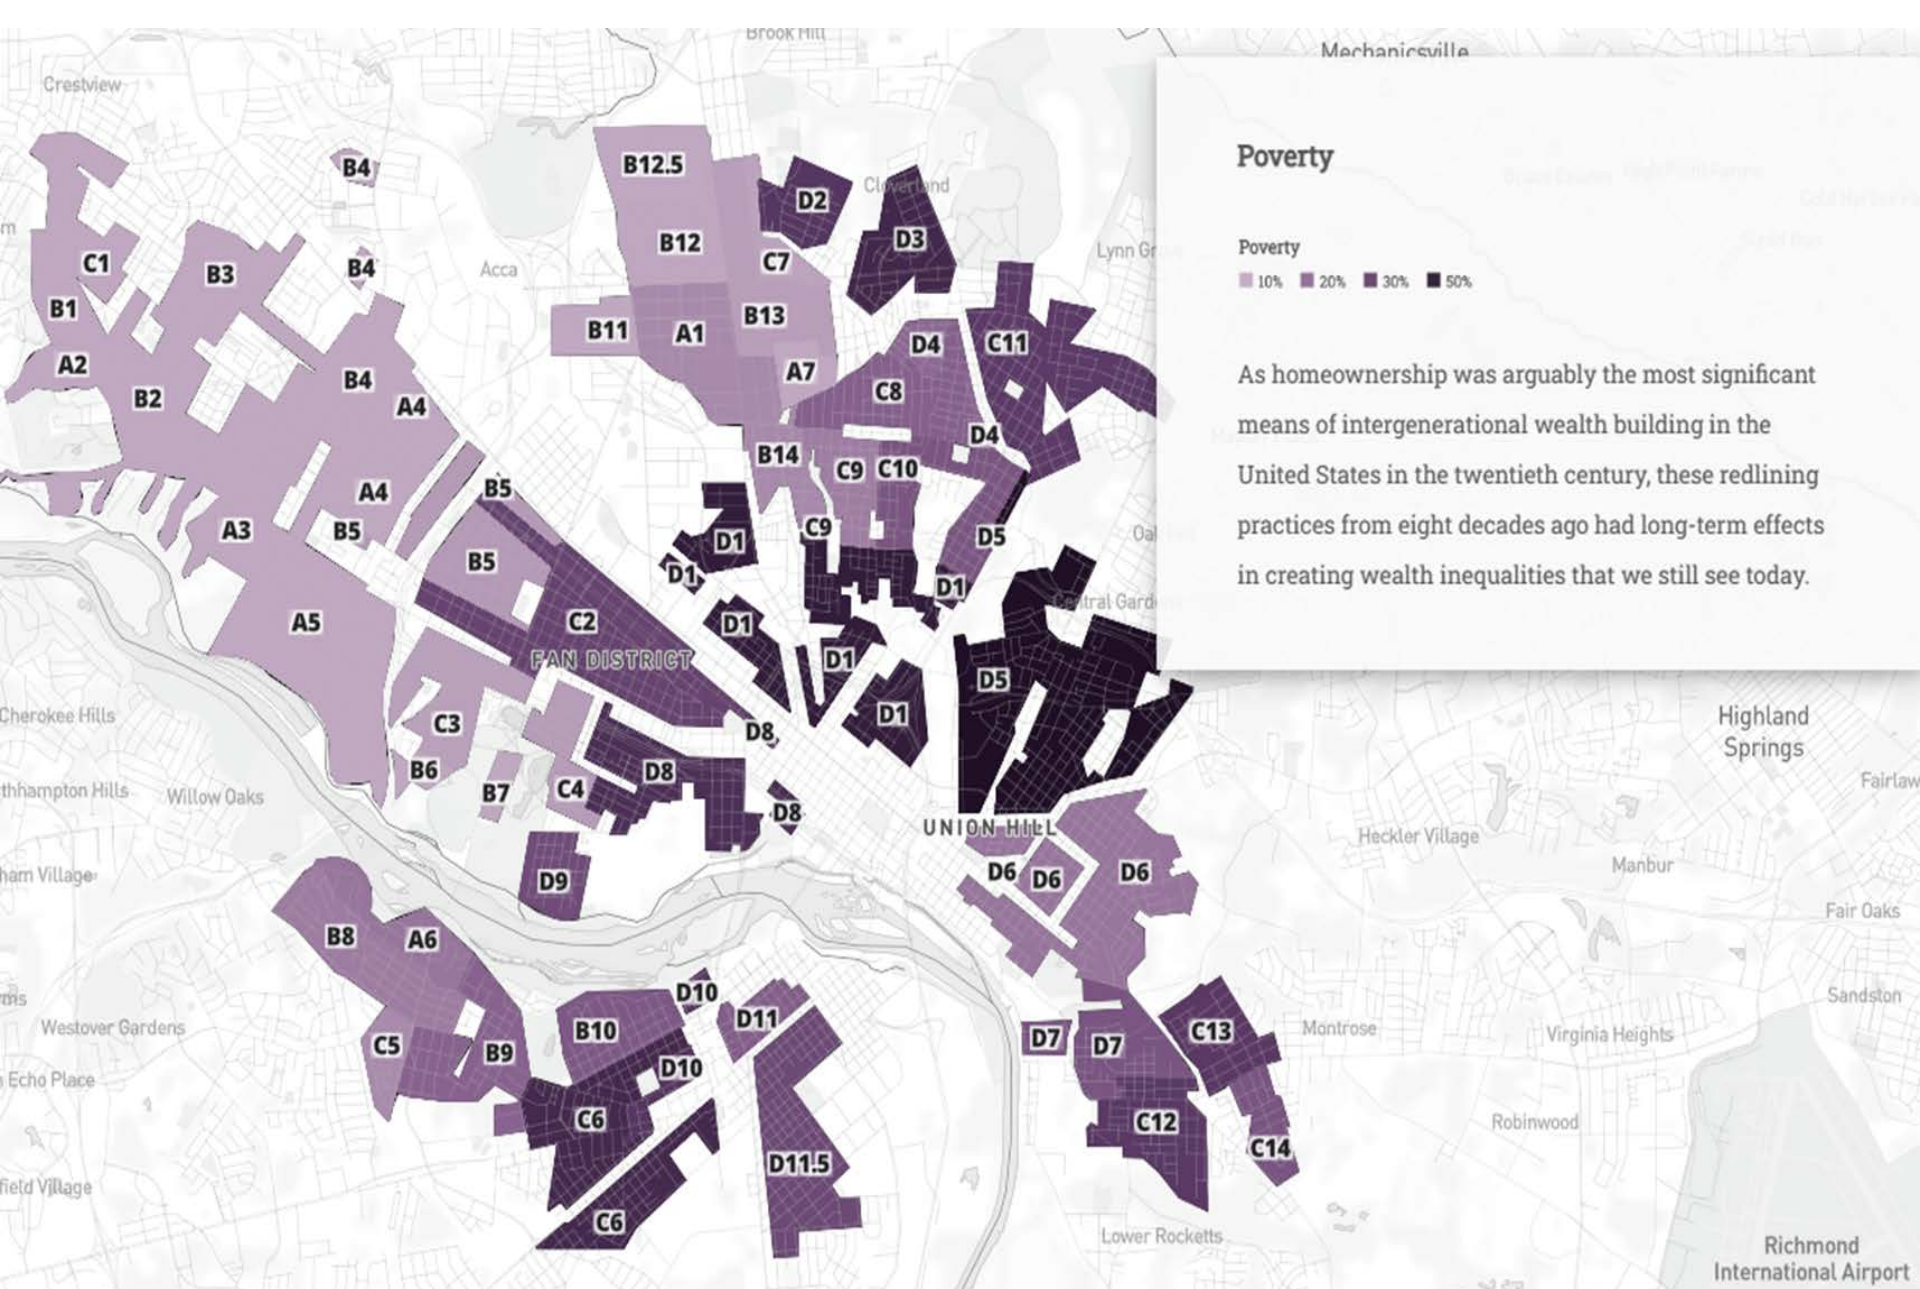 Brook Hill
Mechanicsville
Crestview
B4
B12.5
D2
Cloverland
D3
B12
C7
Lynn Gr
C1
B3
B4
Acca
B1
B11
A1
B13
D4
C11
A2
B2
B4
A4
A7
C8
D4
B14
C9
C10
A4
B5
A3
B5
C9
D1
D5
B5
D1
D1
Central Gard
A5
C2
D1
FAN DISTRICT
D1
D5
Cherokee Hills
C3
D8
D1
B6
D8
B7
C4
Willow Oaks
thhampton Hills
D8
UNION HILL
D6
D6
D6
D9
ham Village
B8
A6
D10
D11
ms
Westover Gardens
C5
B9
B10
D10
D7
D7
C13
Montrose
Echo Place
C6
C12
C14
D11.5
field Village
C6
Lower Rocketts
Poverty
Poverty
10% 20% 30% 50%
As homeownership was arguably the most significant
means of intergenerational wealth building in the
United States in the twentieth century, these redlining
practices from eight decades ago had long-term effects
in creating wealth inequalities that we still see today.
Highland
Springs
Fairlaw
Heckler Village
Manbur
Fair Oaks
Sandston
Virginia Heights
Robinwood
Richmond
International Airport